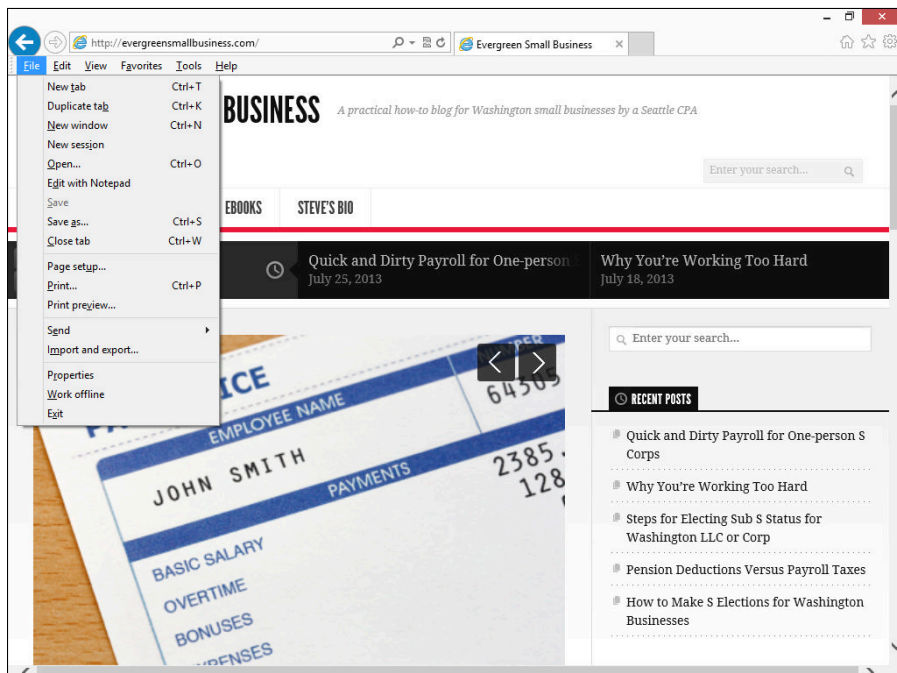 http://evergreensmallbusiness.com/
Evergreen Small Business
File Edit View Favorites Tools Help
New tab Ctrl+T
Duplicate tab Ctrl+K
New window Ctrl+N
New session
Open... Ctrl+O
Edit with Notepad
Save
Save as... Ctrl+S
Close tab Ctrl+W
Page setup...
Print... Ctrl+P
Print preview...
Send
Import and export...
Properties
Work offline
Exit
BUSINESS
A practical how-to blog for Washington small businesses by a Seattle CPA
Enter your search...
EBOOKS STEVE'S BIO
Quick and Dirty Payroll for One-person
July 25, 2013
Why You're Working Too Hard
July 18, 2013
EMPLOYEE NAME
JOHN SMITH
PAYMENTS
BASIC SALARY
OVERTIME
BONUSES
NUMBER
64305
2385.
128
Enter your search...
RECENT POSTS
Quick and Dirty Payroll for One-person S
Corps
Why You're Working Too Hard
Steps for Electing Sub S Status for
Washington LLC or Corp
Pension Deductions Versus Payroll Taxes
How to Make S Elections for Washington
Businesses